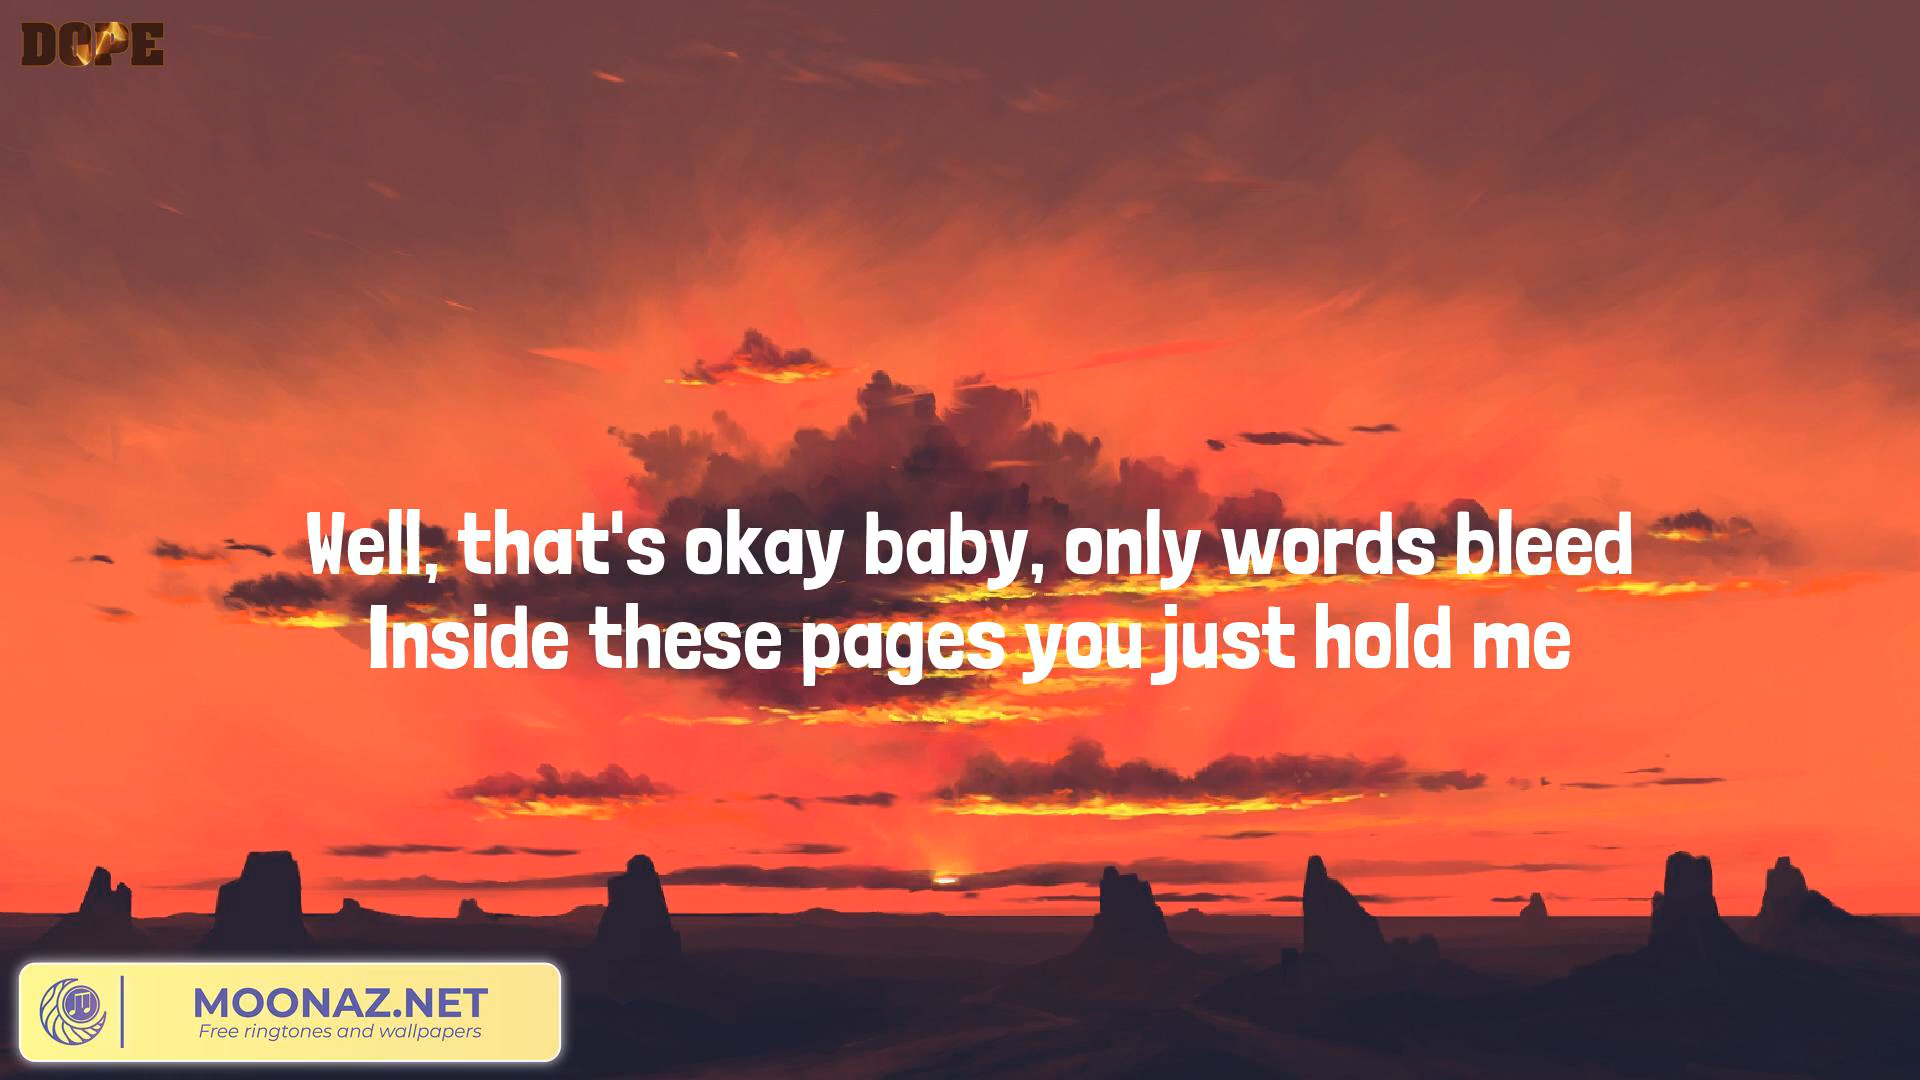 DOPE
Well, that's okay baby, only words bleed
Inside these pages you just hold me
MOONAZ.NET
Free ringtones and wallpapers